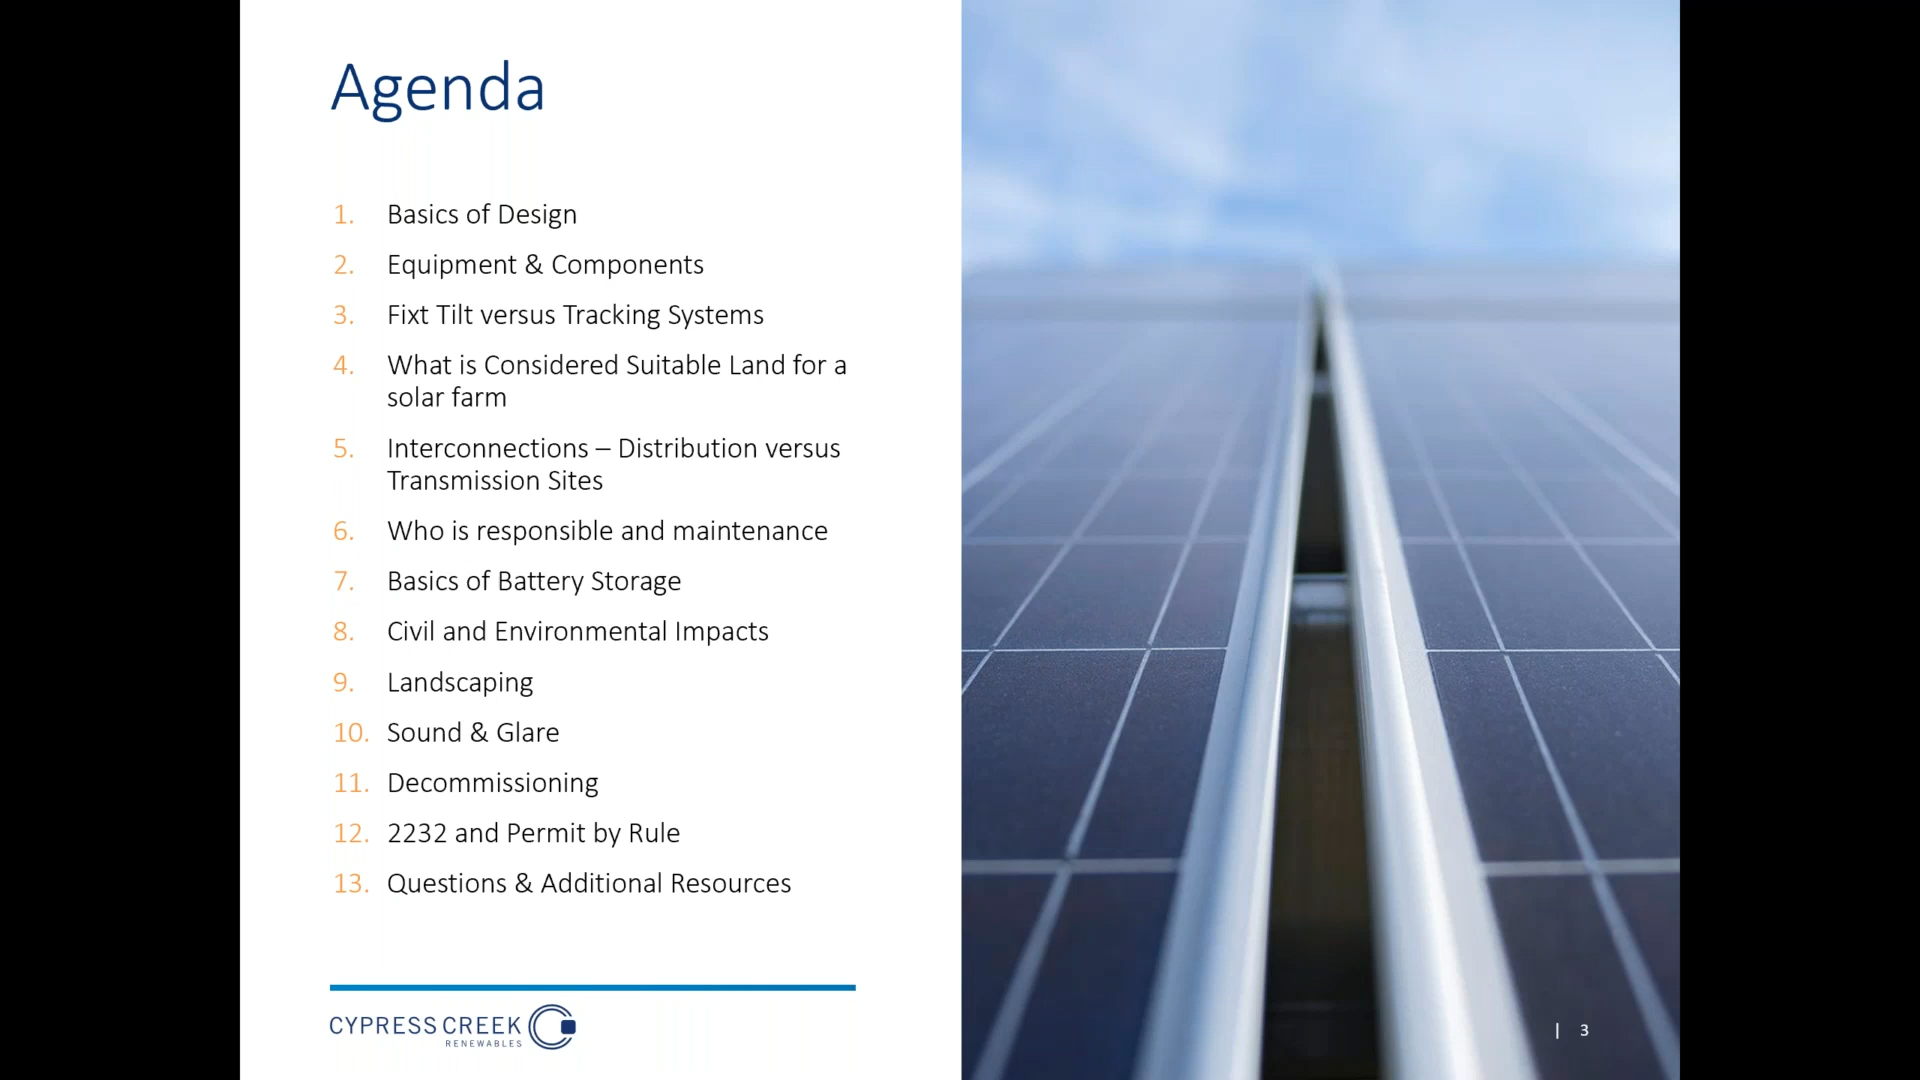 Agenda
1. Basics of Design
2. Equipment & Components
3. Fixt Tilt versus Tracking Systems
4. What is Considered Suitable Land for a
solar farm
5. Interconnections – Distribution versus
Transmission Sites
6. Who is responsible and maintenance
7. Basics of Battery Storage
8. Civil and Environmental Impacts
9. Landscaping
10. Sound & Glare
11. Decommissioning
12. 2232 and Permit by Rule
13. Questions & Additional Resources
CYPRESS CREEK
RENEWABLES
| 3